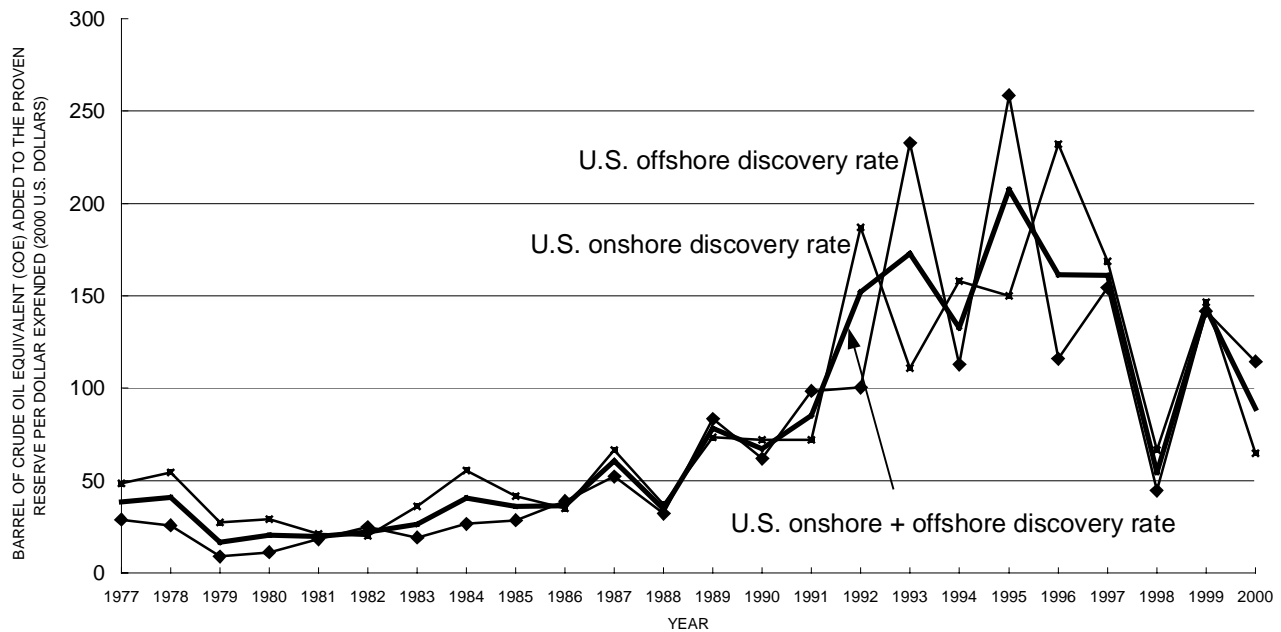 BARREL OF CRUDE OIL EQUIVALENT (COE) ADDED TO THE PROVEN
RESERVE PER DOLLAR EXPENDED (2000 U.S. DOLLARS)
300
250
200
150
100
50
0
U.S. offshore discovery rate
U.S. onshore discovery rate
U.S. onshore + offshore discovery rate
1977 1978 1979 1980 1981 1982 1983 1984 1985 1986 1987 1988 1989 1990 1991 1992 1993 1994 1995 1996 1997 1998 1999 2000
YEAR